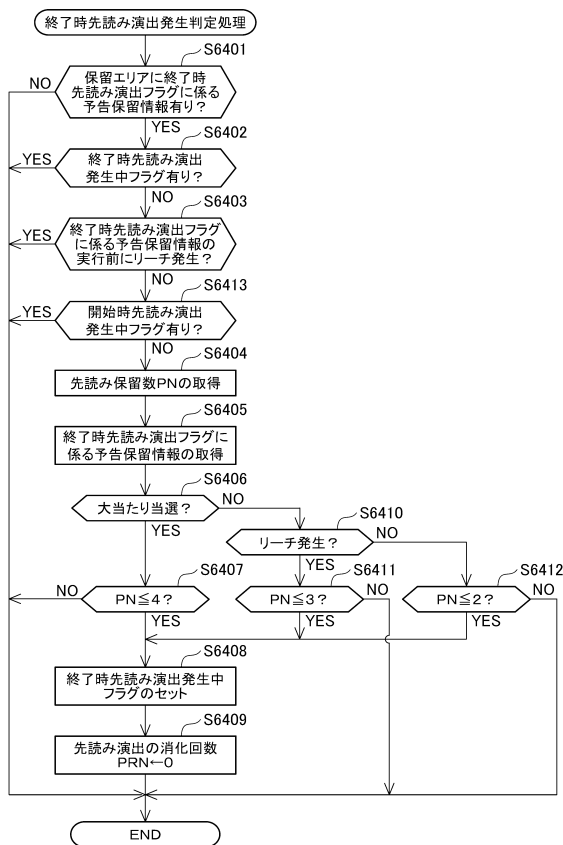 終了時先読み演出発生判定処理
S6401
保留エリアに終了時
先読み演出フラグに係る
予告保留情報有り？
NO
YES
S6402
終了時先読み演出
発生中フラグ有り？
YES
NO
S6403
終了時先読み演出フラグ
に係る予告保留情報の
実行前にリーチ発生？
YES
NO
S6413
開始時先読み演出
発生中フラグ有り？
YES
NO
S6404
先読み保留数PNの取得
S6405
終了時先読み演出フラグに
係る予告保留情報の取得
S6406
大当たり当選？
NO
YES
S6410
リーチ発生？
NO
YES
S6407
PN≦4？
NO
YES
S6411
PN≦3？
NO
YES
S6412
PN≦2？
NO
YES
S6408
終了時先読み演出発生中
フラグのセット
S6409
先読み演出の消化回数
PRN←0
END